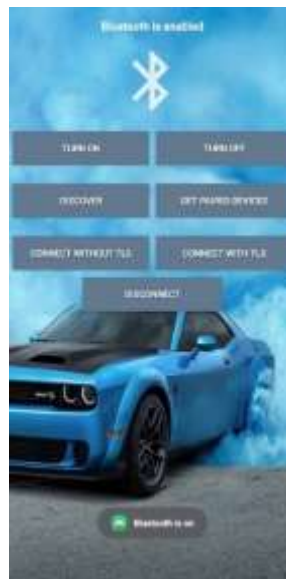 Bluetooth is enabled
TURN ON
TURN OFF
DISCOVER
GET PAIRED DEVICES
CONNECT WITHOUT TLS
CONNECT WITH TLS
DISCONNECT
Bluetooth is on